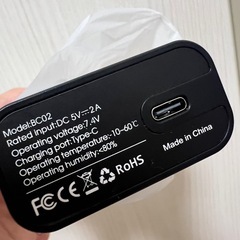 Model:BC02
Rated Input:DC 5V⎓2A
Operating voltage:7.4V
Charging port:Type-C
Operating temperature:-10~60℃
Operating humidity:<80%
FC CE RoHS
Made in China